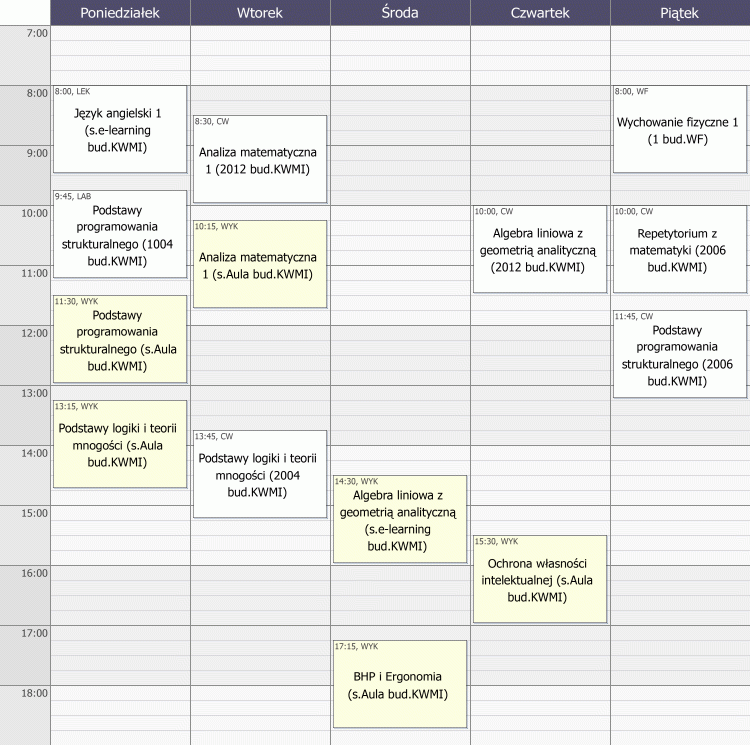 Poniedziałek
Wtorek
Środa
Czwartek
Piątek
7:00
8:00
9:00
10:00
11:00
12:00
13:00
14:00
15:00
16:00
17:00
18:00
8:00, LEK
Język angielski 1
(s.e-learning
bud.KWMI)
9:45, LAB
Podstawy
programowania
strukturalnego (1004
bud.KWMI)
11:30, WYK
Podstawy
programowania
strukturalnego (s.Aula
bud.KWMI)
13:15, WYK
Podstawy logiki i teorii
mnogości (s.Aula
bud.KWMI)
8:30, CW
Analiza matematyczna
1 (2012 bud.KWMI)
10:15, WYK
Analiza matematyczna
1 (s.Aula bud.KWMI)
13:45, CW
Podstawy logiki i teorii
mnogości (2004
bud.KWMI)
14:30, WYK
Algebra liniowa z
geometrią analityczną
(s.e-learning
bud.KWMI)
17:15, WYK
BHP i Ergonomia
(s.Aula bud.KWMI)
10:00, CW
Algebra liniowa z
geometrią analityczną
(2012 bud.KWMI)
15:30, WYK
Ochrona własności
intelektualnej (s.Aula
bud.KWMI)
8:00, WF
Wychowanie fizyczne 1
(1 bud.WF)
10:00, CW
Repetytorium z
matematyki (2006
bud.KWMI)
11:45, CW
Podstawy
programowania
strukturalnego (2006
bud.KWMI)